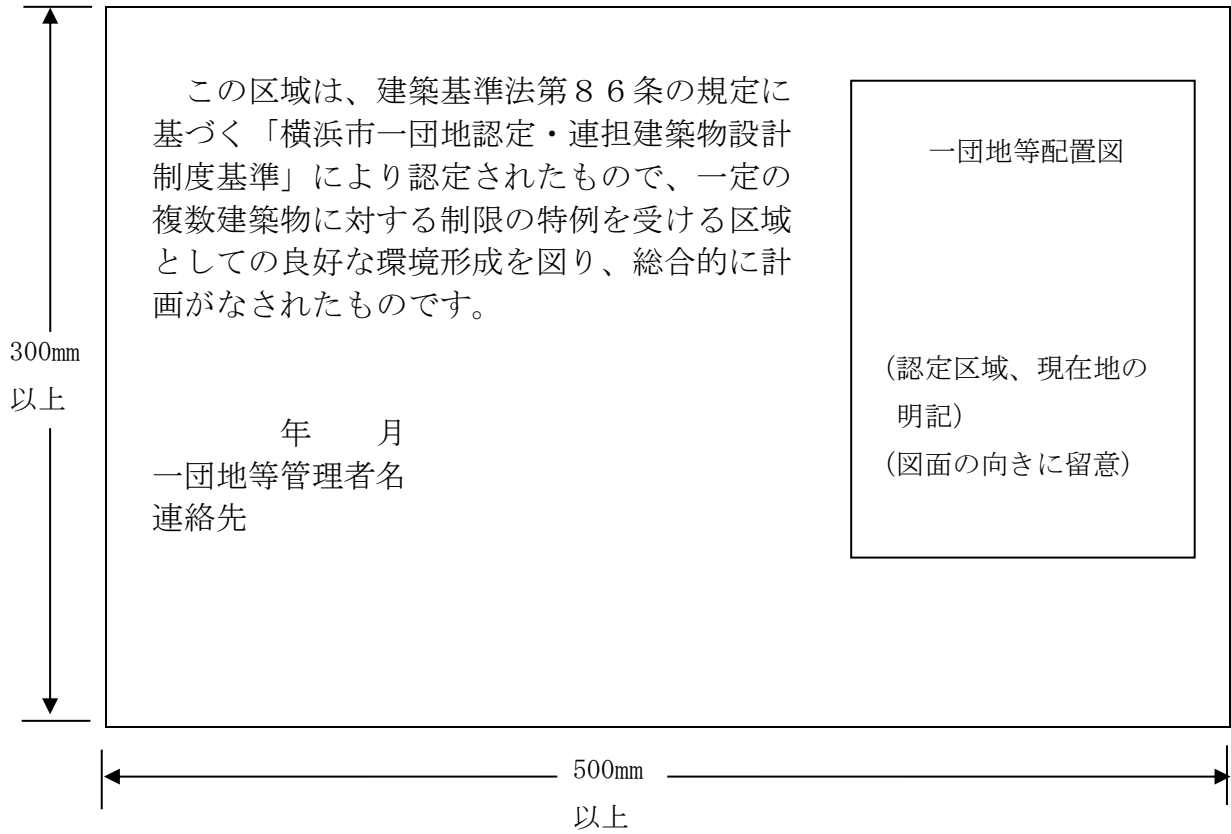 この区域は、建築基準法第８６条の規定に
基づく「横浜市一団地認定・連担建築物設計
制度基準」により認定されたもので、一定の
複数建築物に対する制限の特例を受ける区域
としての良好な環境形成を図り、総合的に計
画がなされたものです。
年　　月
一団地等管理者名
連絡先
一団地等配置図
(認定区域、現在地の
明記)
(図面の向きに留意)
300㎜
以上
500㎜
以上